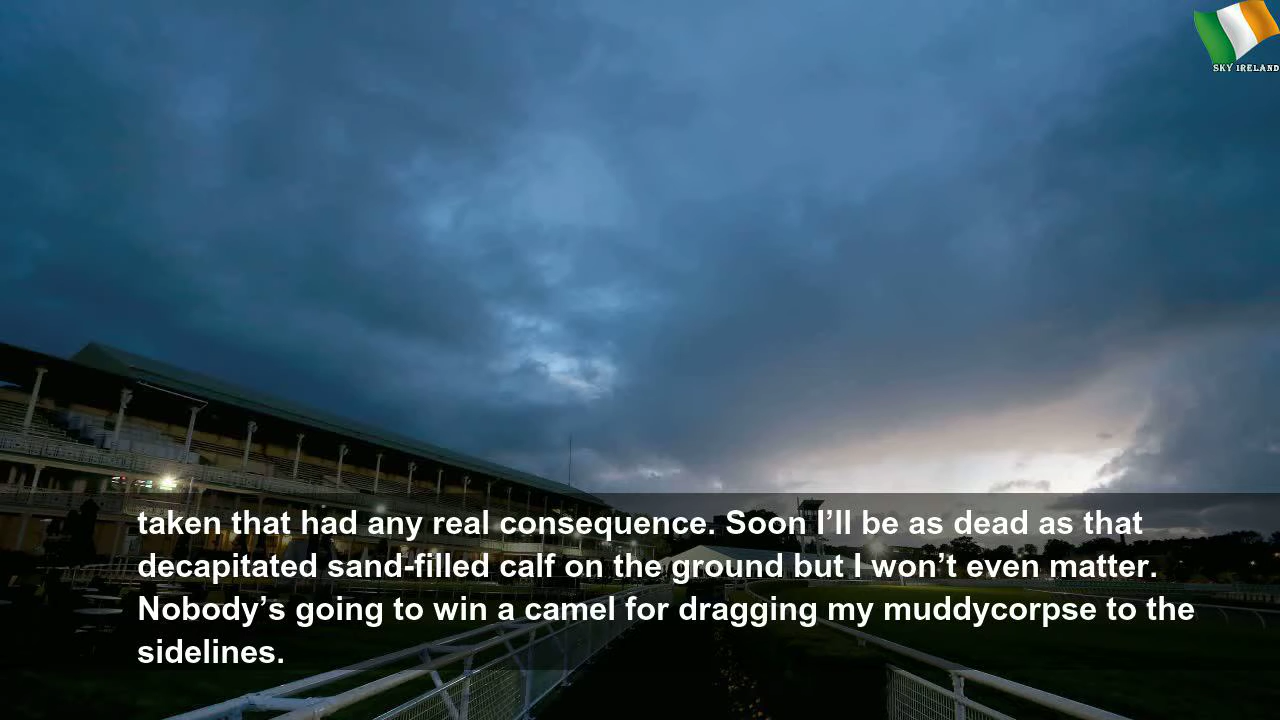 SKY IRELAND
taken that had any real consequence. Soon I’ll be as dead as that
decapitated sand-filled calf on the ground but I won’t even matter.
Nobody’s going to win a camel for dragging my muddycorpse to the
sidelines.